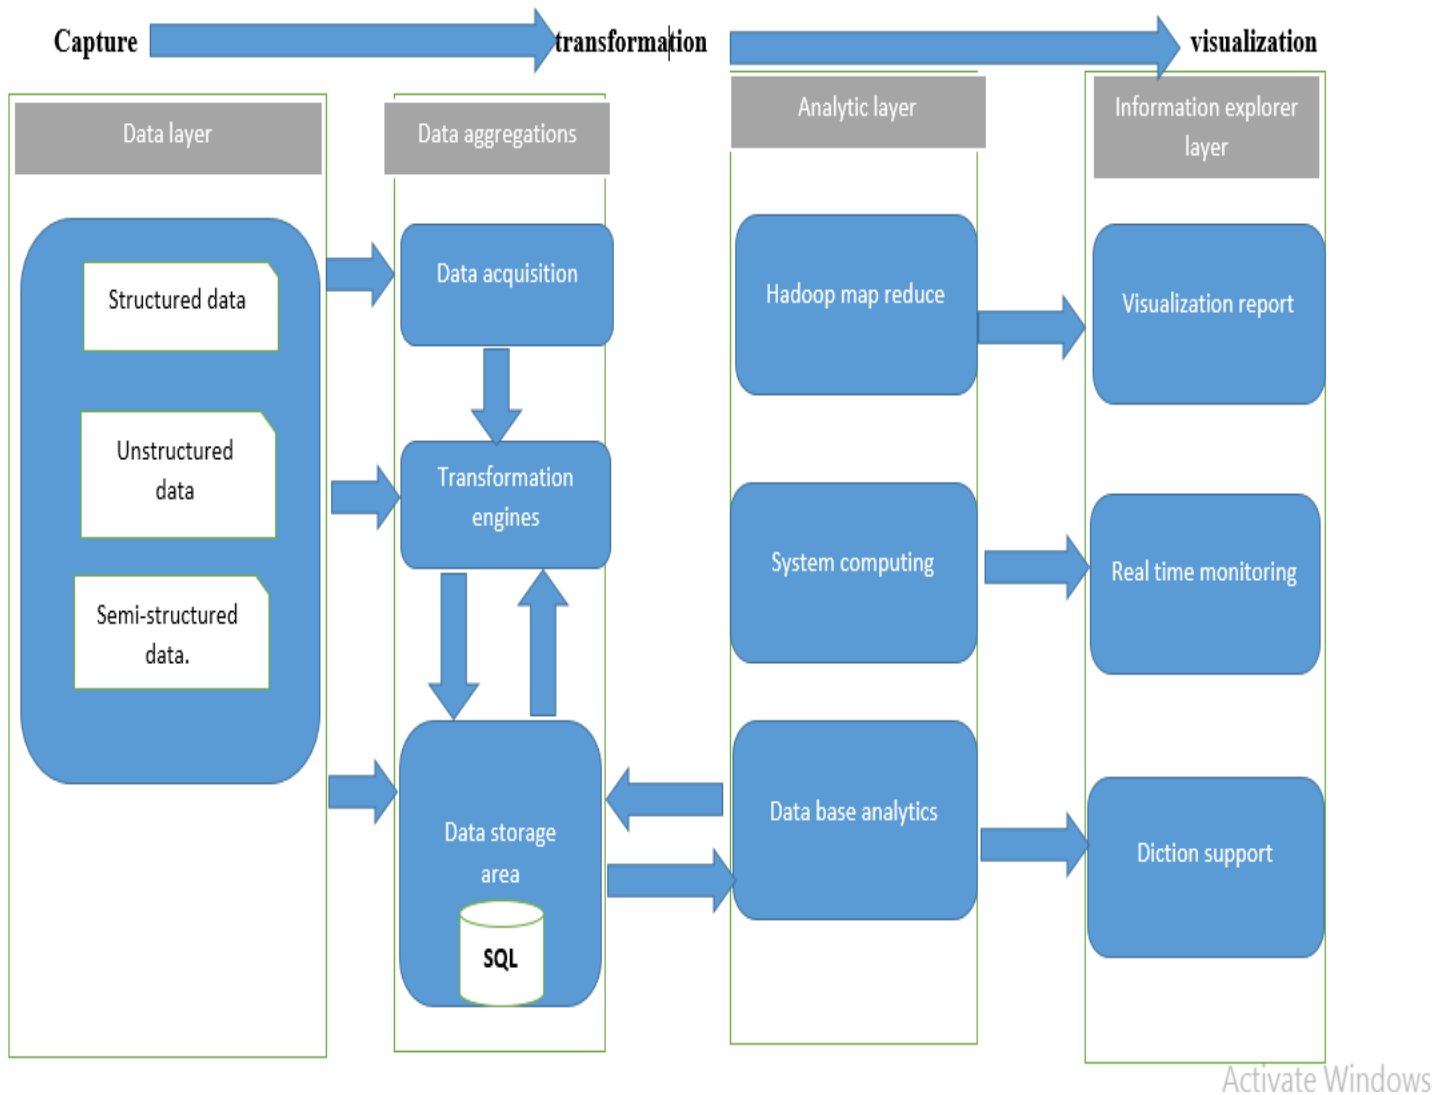 Capture
transformation
visualization
Data layer
Data aggregations
Analytic layer
Information explorer
layer
Structured data
Unstructured
data
Semi-structured
data.
Data acquisition
Transformation
engines
Data storage
area
SQL
Hadoop map reduce
System computing
Data base analytics
Visualization report
Real time monitoring
Diction support
Activate Windows